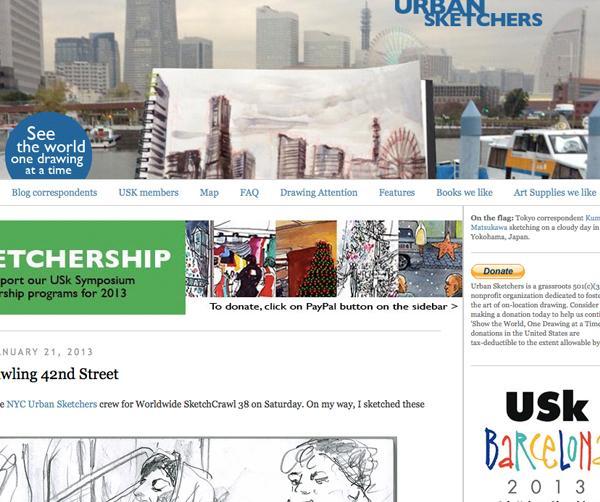 URBAN
SKETCHERS
See
the world
one drawing
at a time
Blog correspondents USK members Map FAQ Drawing Attention Features Books we like Art Supplies we like
On the flag: Tokyo correspondent Kum
Matsukawa sketching on a cloudy day in
Yokohama, Japan.
ETCHERSHIP
port our USk Symposium
rship programs for 2013
To donate, click on PayPal button on the sidebar >
Donate
Urban Sketchers is a grassroots 501(c)(3
nonprofit organization dedicated to foste
the art of on-location drawing. Consider
making a donation today to help us conti
'Show the World, One Drawing at a Time
donations in the United States are
tax-deductible to the extent allowable by
ANUARY 21, 2013
wling 42nd Street
e NYC Urban Sketchers crew for Worldwide SketchCrawl 38 on Saturday. On my way, I sketched these
USk
BARCELONA
2013